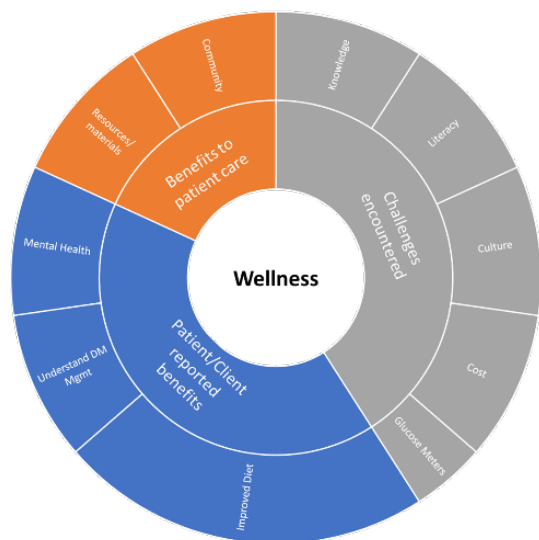 Wellness
Challenges
encountered
Knowledge
Literacy
Culture
Cost
Glucose Meters
Patient/Client
reported
benefits
Improved Diet
Understand DM
Mgmt
Mental Health
Benefits to
patient care
Resources/
materials
Community